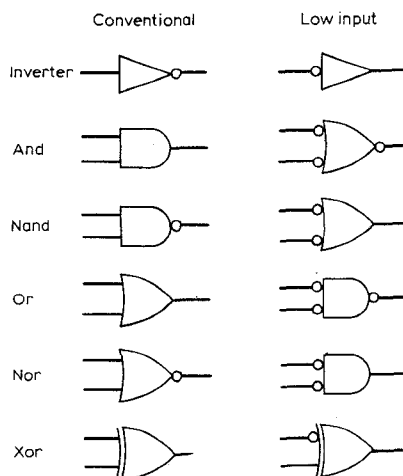 Conventional Low input
Inverter
And
Nand
Or
Nor
Xor